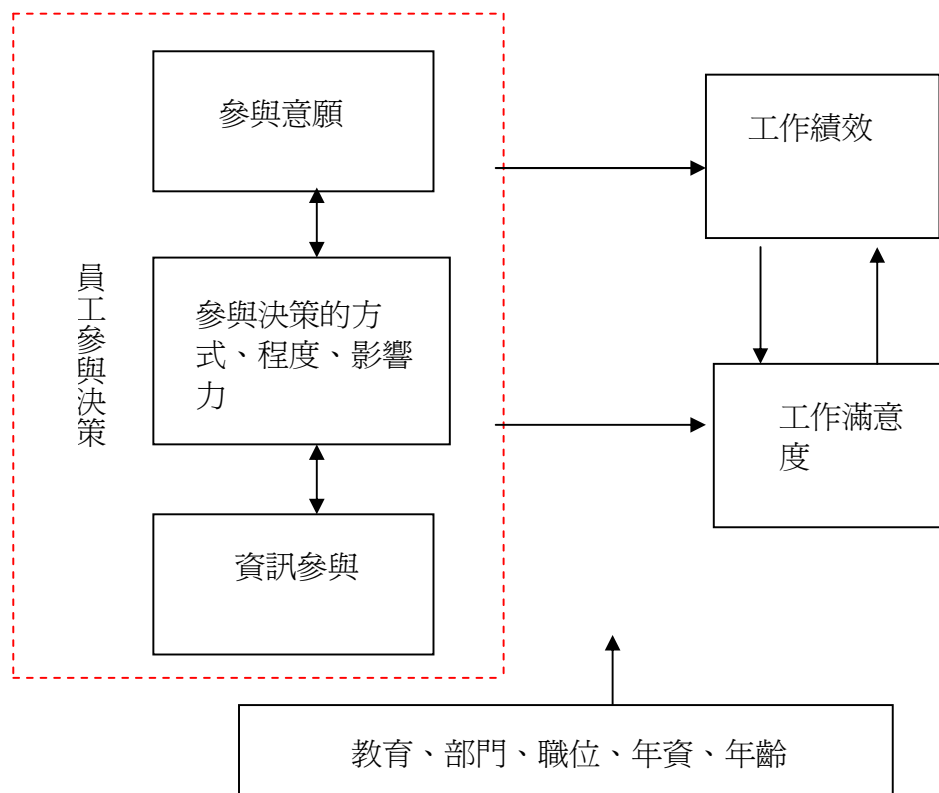 參與意願
工作績效
員工參與決策
參與決策的方
式、程度、影響
力
工作滿意
度
資訊參與
教育、部門、職位、年資、年齡